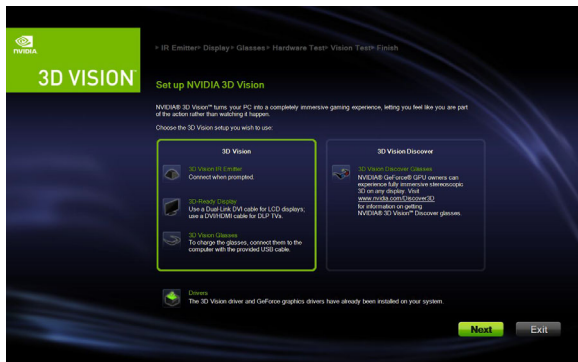 NVIDIA
3D VISION™
IR Emitter▸ Display▸ Glasses▸ Hardware Test▸ Vision Test▸ Finish
Set up NVIDIA 3D Vision
NVIDIA® 3D Vision™ turns your PC into a completely immersive gaming experience, letting you feel like you are part
of the action rather than watching it happen.
Choose the 3D Vision setup you wish to use:
3D Vision
3D Vision IR Emitter
Connect when prompted.
3D-Ready Display
Use a Dual-Link DVI cable for LCD displays;
use a DVI/HDMI cable for DLP TVs.
3D Vision Glasses
To charge the glasses, connect them to the
computer with the provided USB cable.
3D Vision Discover
3D Vision Discover Glasses
NVIDIA® GeForce® GPU owners can
experience fully immersive stereoscopic
3D on any display. Visit
www.nvidia.com/Discover3D
for information on getting
NVIDIA® 3D Vision™ Discover glasses.
Drivers
The 3D Vision driver and GeForce graphics drivers have already been installed on your system.
Next
Exit